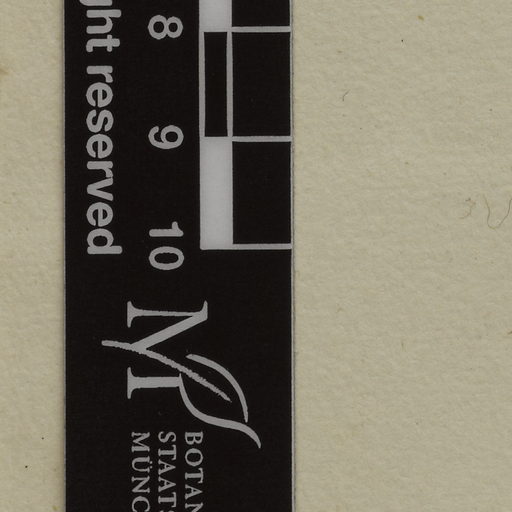 ght reserved
8 9 10
M
BOTAN
STAATS
MÜNC